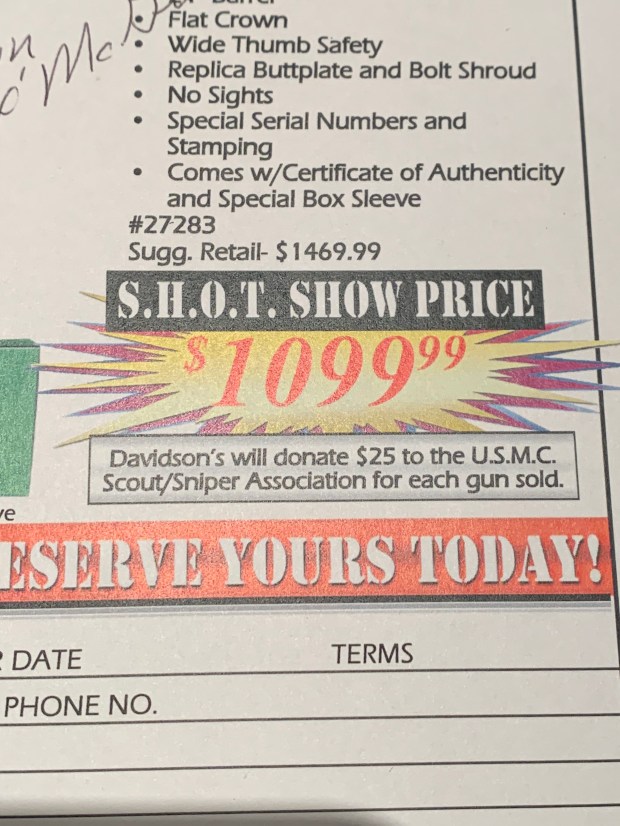 Flat Crown
• Wide Thumb Safety
• Replica Buttplate and Bolt Shroud
• No Sights
• Special Serial Numbers and
Stamping
• Comes w/Certificate of Authenticity
and Special Box Sleeve
#27283
Sugg. Retail- $1469.99
S.H.O.T. SHOW PRICE
$1099⁹⁹
Davidson's will donate $25 to the U.S.M.C.
Scout/Sniper Association for each gun sold.
ESERVE YOURS TODAY!
DATE TERMS
PHONE NO.